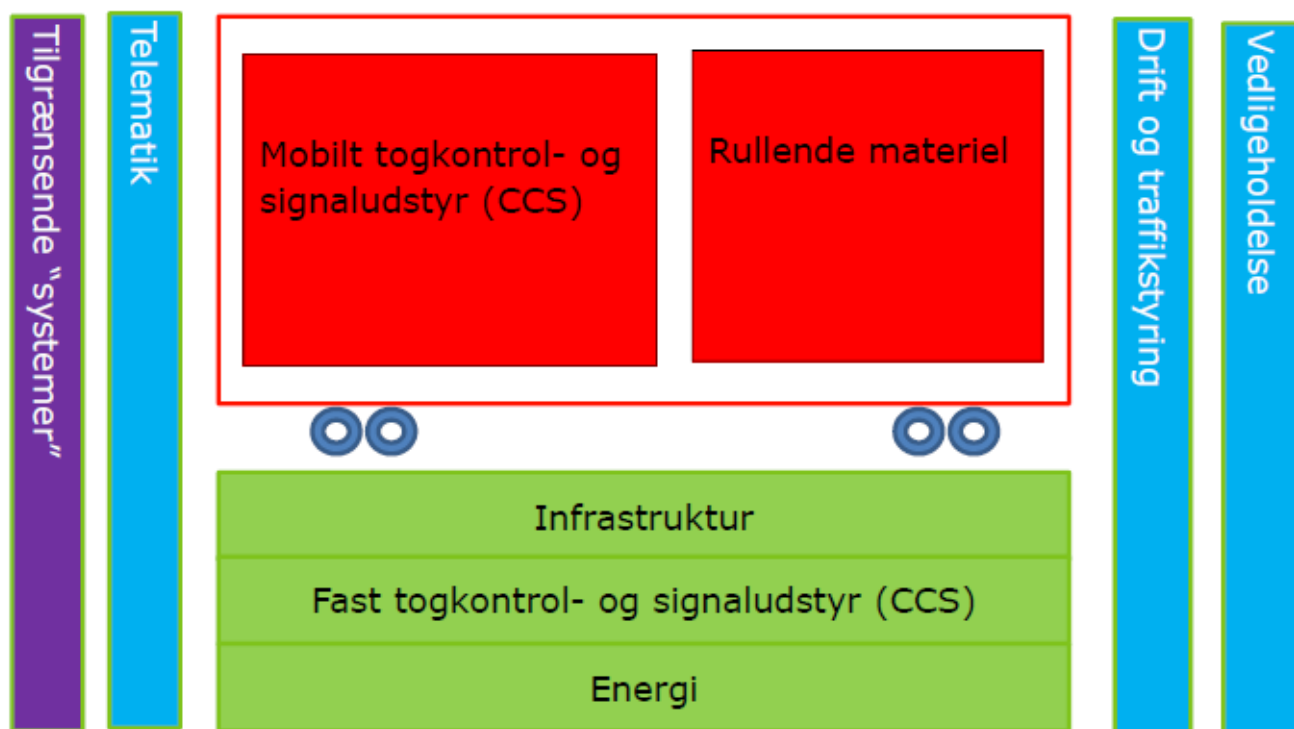 Tilgrænsende “systemer”
Telematik
Mobilt togkontrol- og
signaludstyr (CCS)
Rullende materiel
Infrastruktur
Fast togkontrol- og signaludstyr (CCS)
Energi
Drift og traffikstyring
Vedligeholdelse